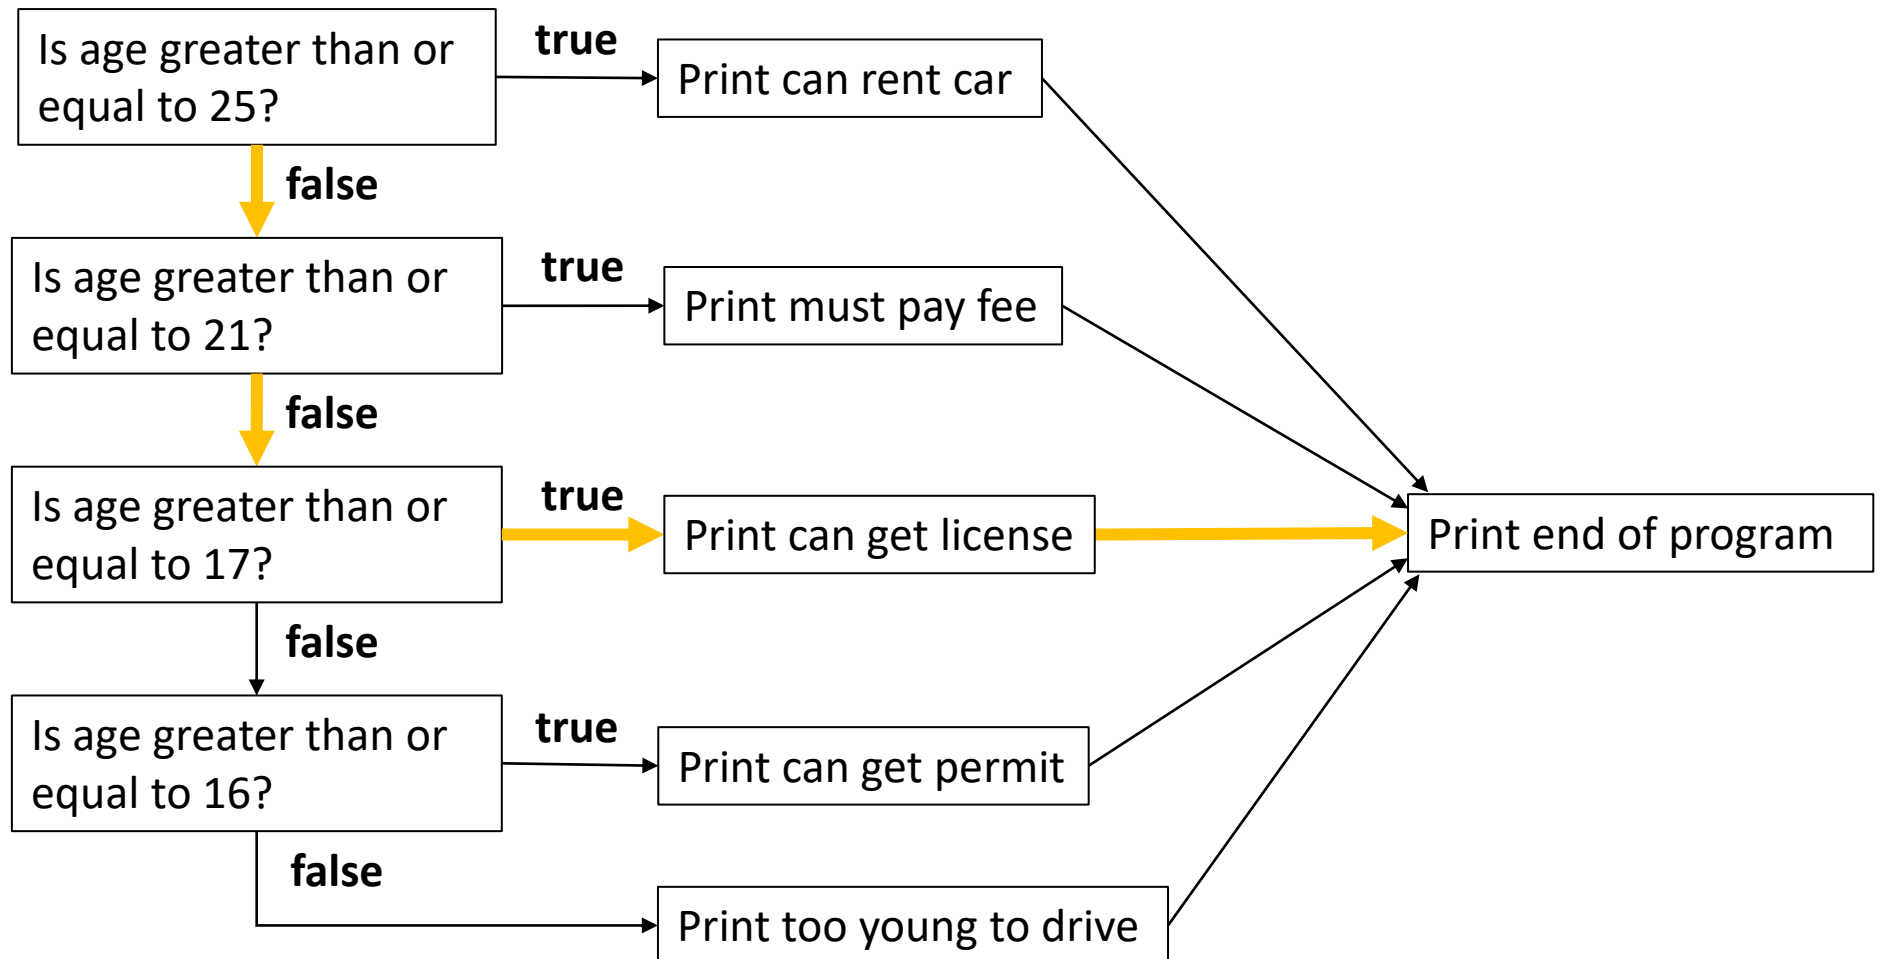 Is age greater than or
equal to 25?
true
Print can rent car
false
Is age greater than or
equal to 21?
true
Print must pay fee
false
Is age greater than or
equal to 17?
true
Print can get license
Print end of program
false
Is age greater than or
equal to 16?
true
Print can get permit
false
Print too young to drive